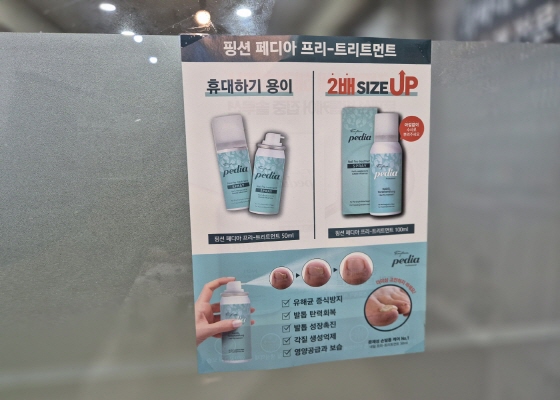 핑션 페디아 프리-트리트먼트
휴대하기 용이
2배 SIZE UP
pedia
SPRAY
pedia
SPRAY
pedia
SPRAY
pedia
핑션 페디아 프리-트리트먼트 50ml
핑션 페디아 프리-트리트먼트 100ml
pedia
유해균 증식방지
발톱 탄력회복
발톱 성장촉진
각질 생성억제
영양공급과 보습